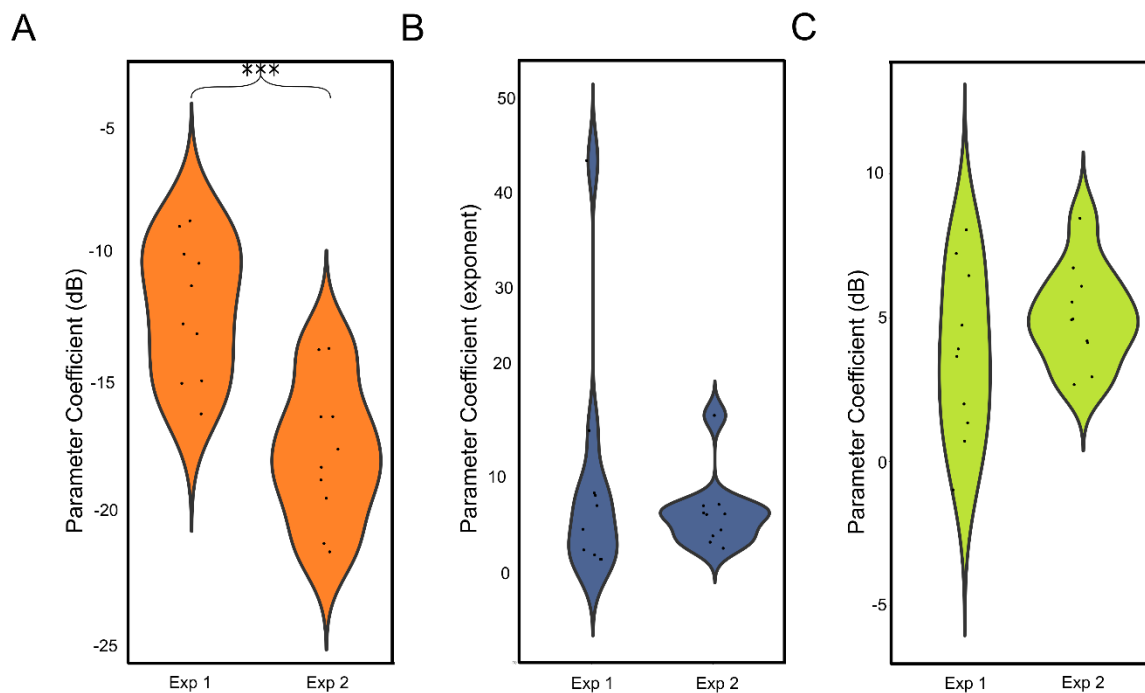 A
B
C
***
Parameter Coefficient (dB)
-5
-10
-15
-20
-25
Exp 1
Exp 2
Parameter Coefficient (exponent)
50
40
30
20
10
0
Exp 1
Exp 2
Parameter Coefficient (dB)
10
5
0
-5
Exp 1
Exp 2